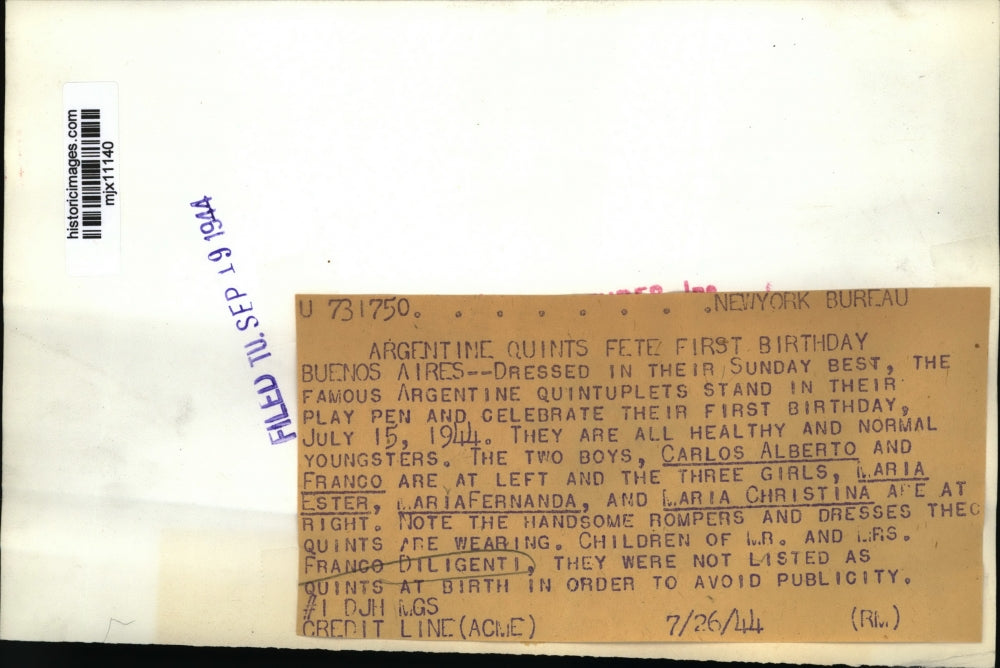 historicimages.com
mjx11140
FILED TU. SEP 19 1944
U 731750. . . . . . . .NEWYORK BUREAU
ARGENTINE QUINTS FETE FIRST BIRTHDAY
BUENOS AIRES--DRESSED IN THEIR SUNDAY BEST, THE
FAMOUS ARGENTINE QUINTUPLETS STAND IN THEIR
PLAY PEN AND CELEBRATE THEIR FIRST BIRTHDAY,
JULY 15, 1944. THEY ARE ALL HEALTHY AND NORMAL
YOUNGSTERS. THE TWO BOYS, CARLOS ALBERTO AND
FRANCO ARE AT LEFT AND THE THREE GIRLS, MARIA
ESTER, MARIAFERNANDA, AND MARIA CHRISTINA ARE AT
RIGHT. NOTE THE HANDSOME ROMPERS AND DRESSES THEC
QUINTS ARE WEARING. CHILDREN OF MR. AND MRS.
FRANCO DILIGENTI, THEY WERE NOT LISTED AS
QUINTS AT BIRTH IN ORDER TO AVOID PUBLICITY.
#1 DJH MGS
CREDIT LINE(ACME) 7/26/44 (RM)